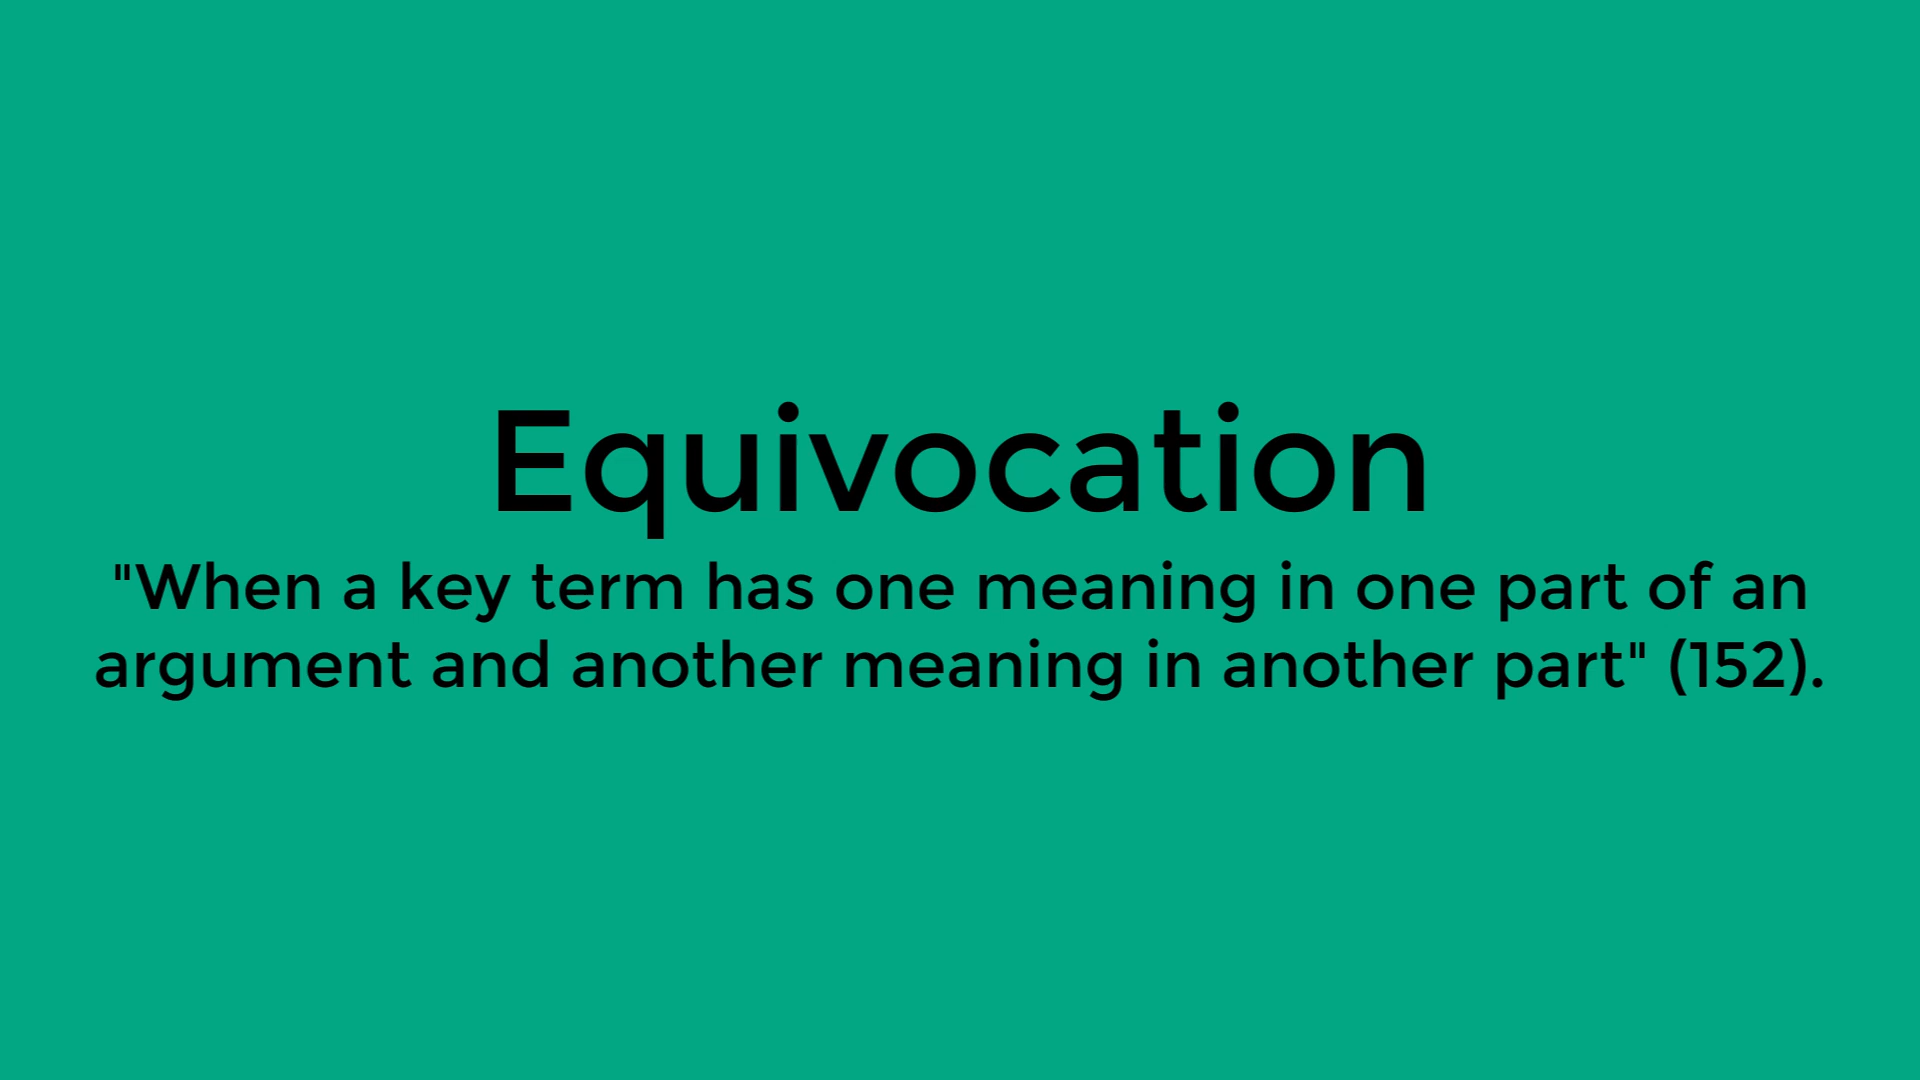 Equivocation
"When a key term has one meaning in one part of an
argument and another meaning in another part" (152).